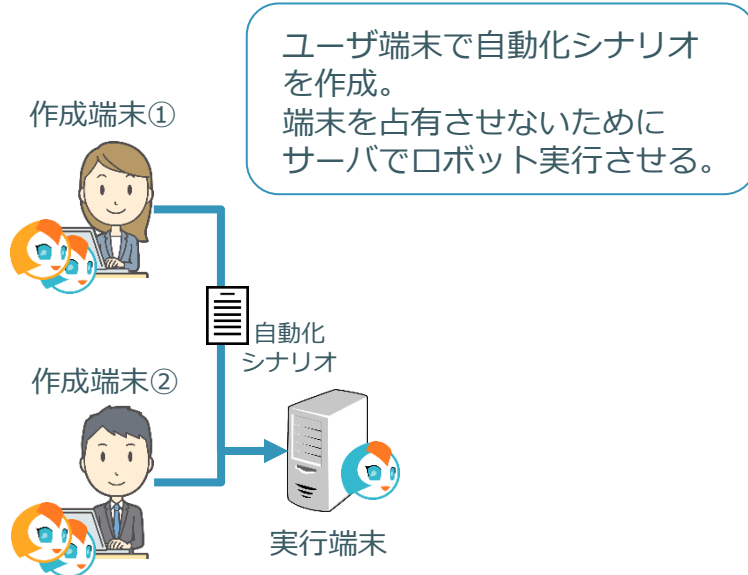 ユーザ端末で自動化シナリオ
を作成。
端末を占有させないために
サーバでロボット実行させる。
作成端末①
自動化
シナリオ
作成端末②
実行端末